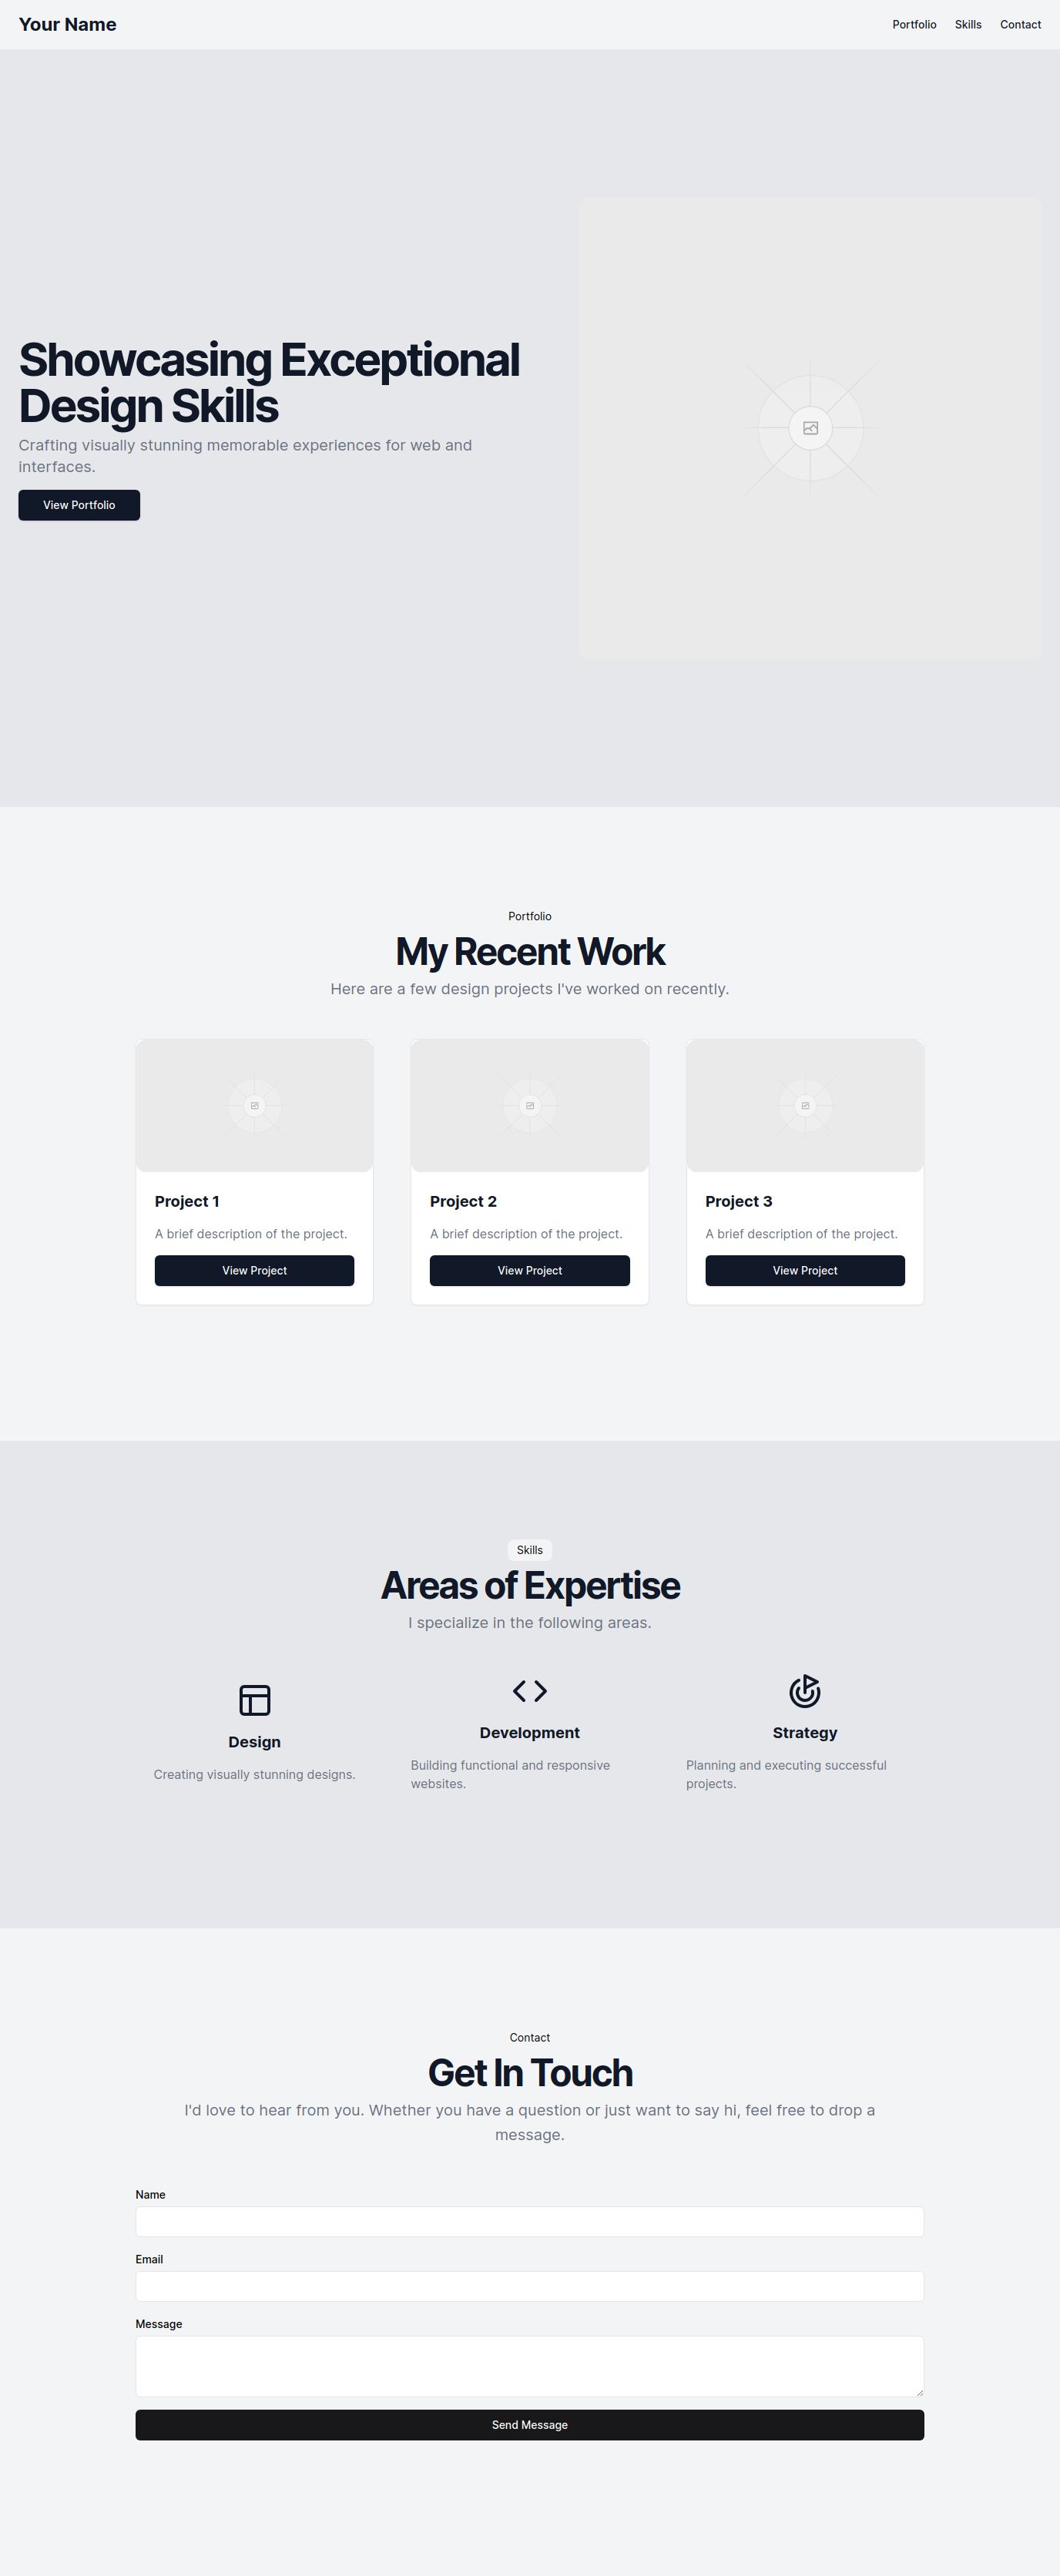 Your Name
Portfolio
Skills
Contact
Showcasing Exceptional
Design Skills
Crafting visually stunning memorable experiences for web and
interfaces.
View Portfolio
Portfolio
My Recent Work
Here are a few design projects I've worked on recently.
Project 1
A brief description of the project.
View Project
Project 2
A brief description of the project.
View Project
Project 3
A brief description of the project.
View Project
Skills
Areas of Expertise
I specialize in the following areas.
Design
Creating visually stunning designs.
Development
Building functional and responsive
websites.
Strategy
Planning and executing successful
projects.
Contact
Get In Touch
I'd love to hear from you. Whether you have a question or just want to say hi, feel free to drop a
message.
Name
Email
Message
Send Message